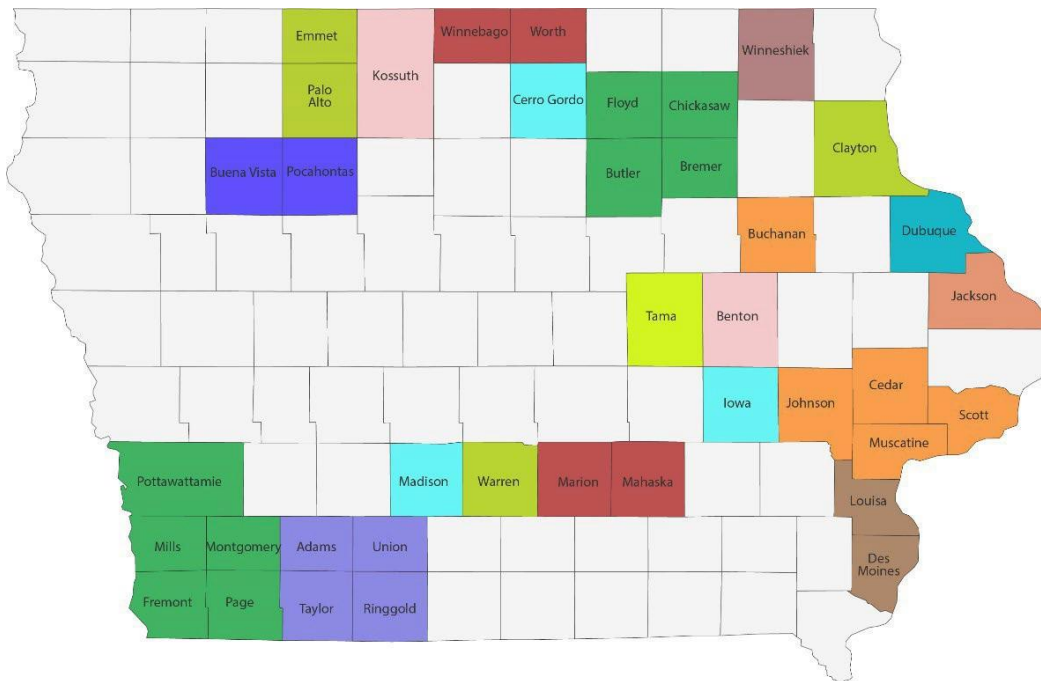 Emmet
Winnebago
Worth
Kossuth
Winneshiek
Palo
Alto
Cerro Gordo
Floyd
Chickasaw
Clayton
Buena Vista
Pocahontas
Butler
Bremer
Buchanan
Dubuque
Jackson
Tama
Benton
Iowa
Johnson
Cedar
Scott
Muscatine
Pottawattamie
Madison
Warren
Marion
Mahaska
Louisa
Mills
Montgomery
Adams
Union
Des
Moines
Fremont
Page
Taylor
Ringgold